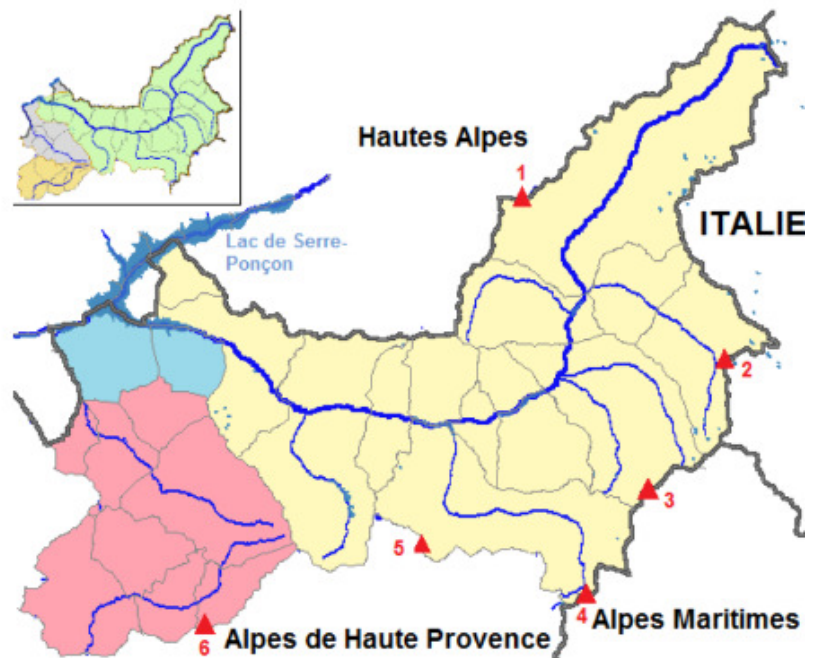 Hautes Alpes
1
ITALIE
Lac de Serre-
Ponçon
2
3
5
4
Alpes Maritimes
6
Alpes de Haute Provence